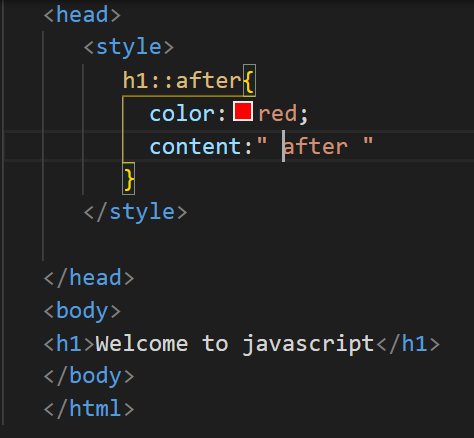 <head>
<style>
h1::after{
color:red;
content:" after "
}
</style>
</head>
<body>
<h1>Welcome to javascript</h1>
</body>
</html>